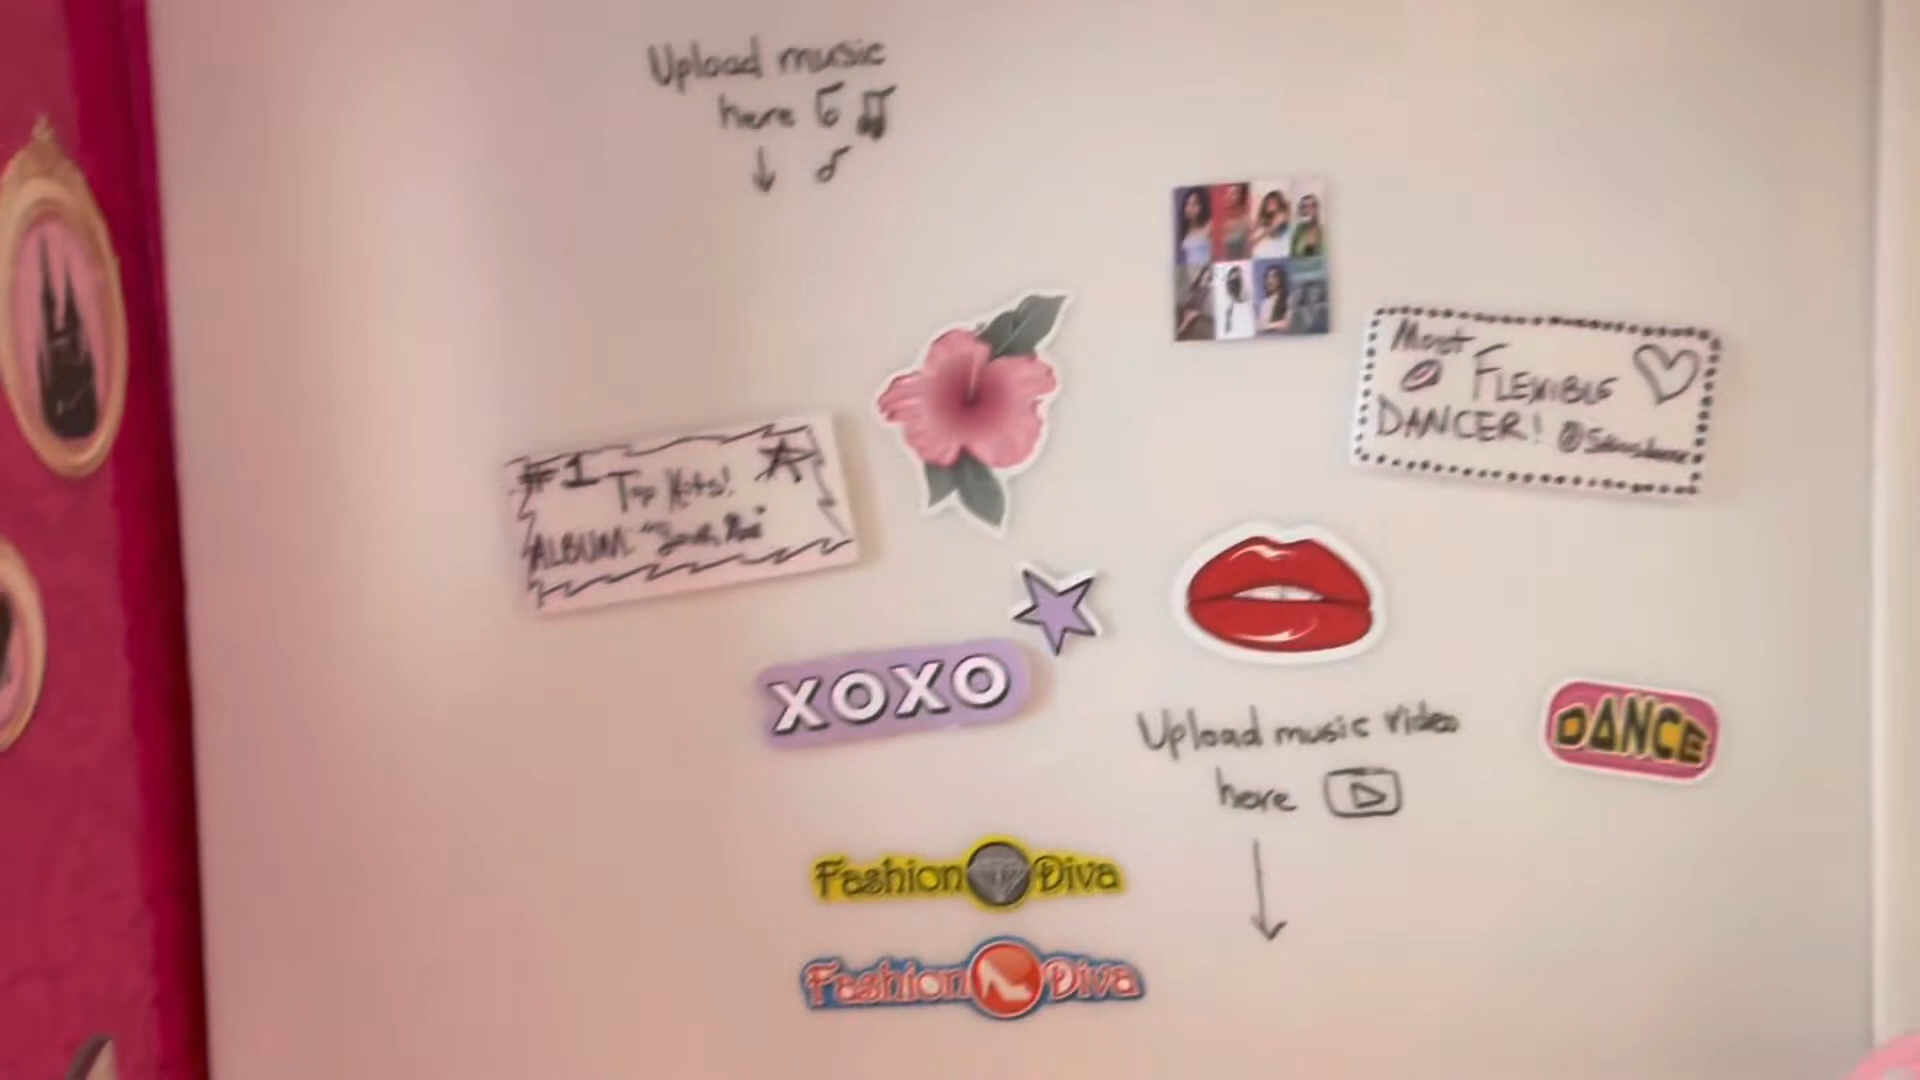 Upload music
here
Most
FLEXIBLE
DANCER!
#1 Top Hits!
ALBUM:
XOXO
Upload music video
here
DANCE
Fashion Diva
Fashion Diva